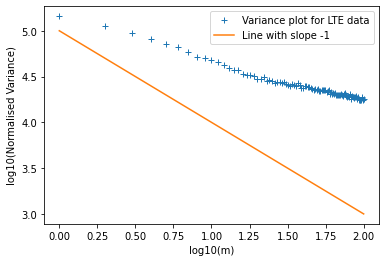 Variance plot for LTE data
Line with slope -1
5.0
4.5
4.0
3.5
3.0
log10(Normalised Variance)
0.00 0.25 0.50 0.75 1.00 1.25 1.50 1.75 2.00
log10(m)